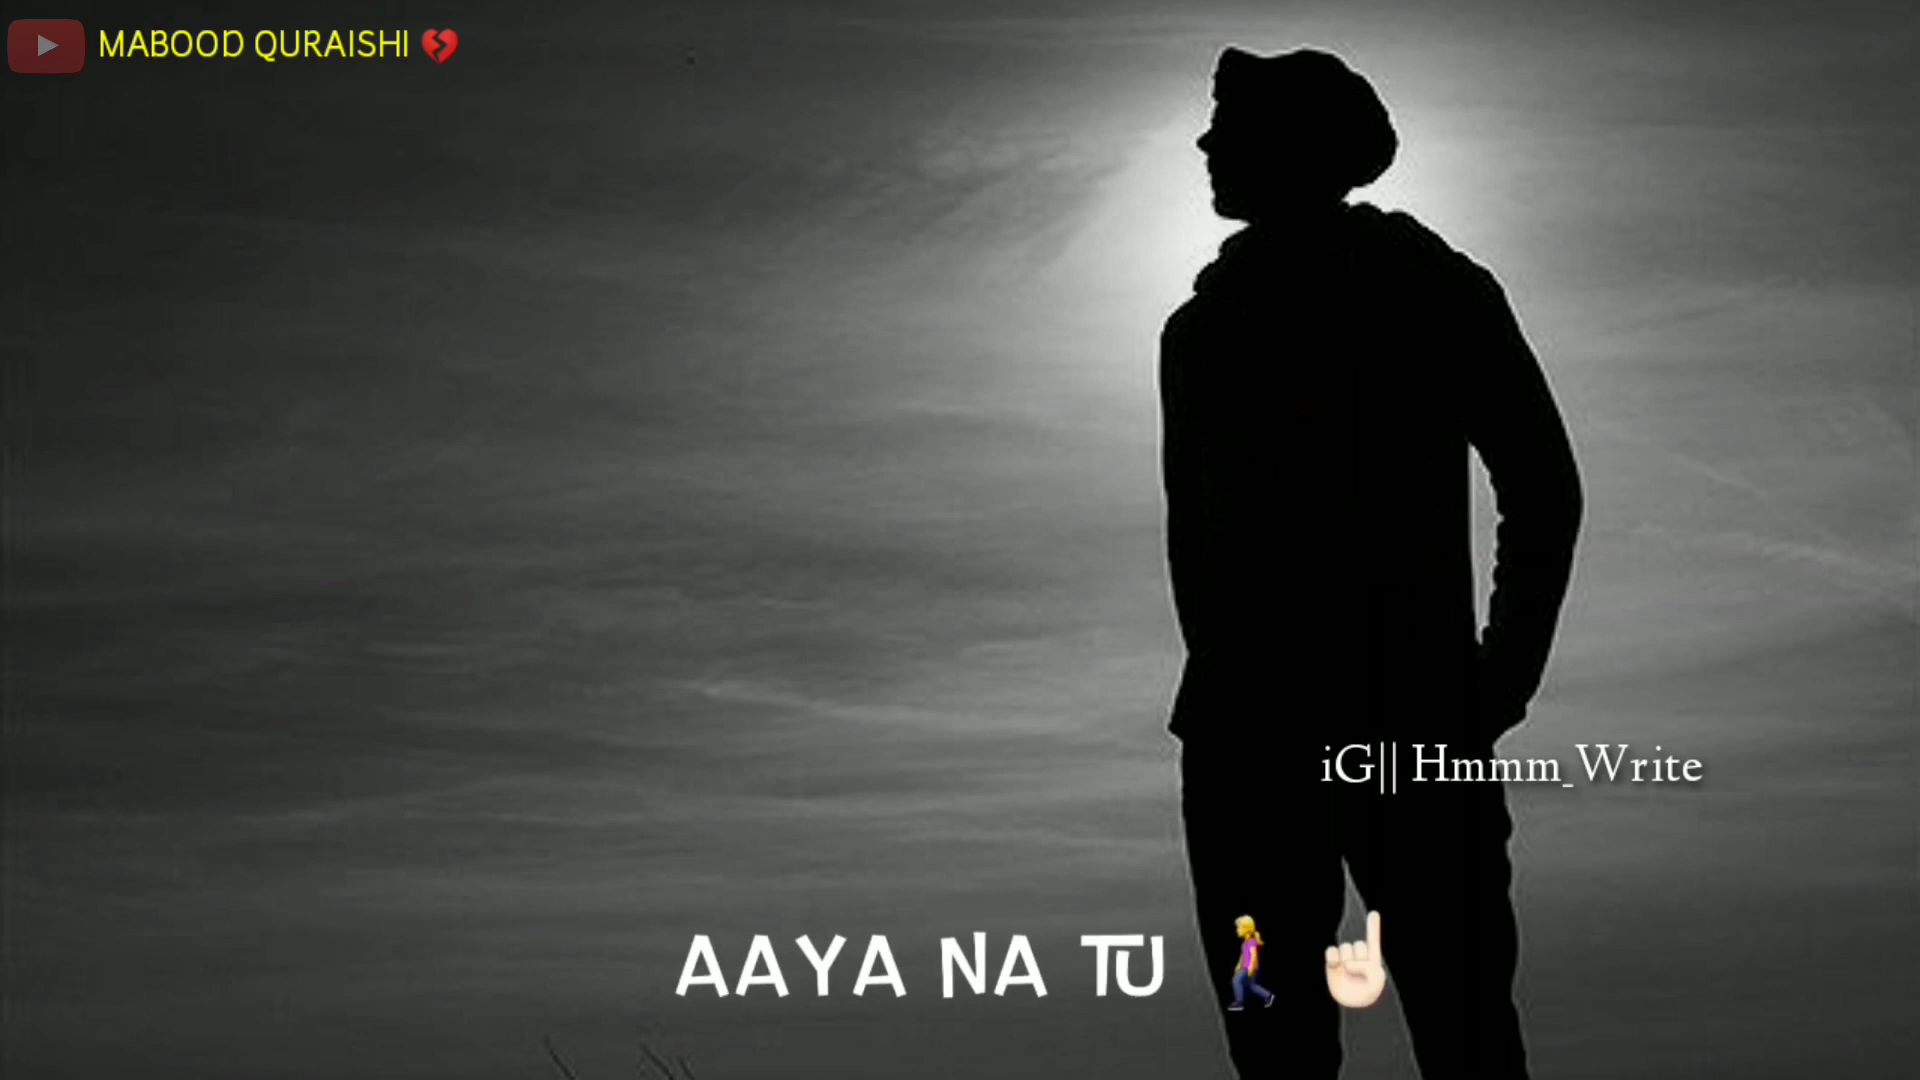 MABOOD QURAISHI 💔
iG|| Hmmm_Write
AAYA NA TU 🚶‍♀️ ☝🏻